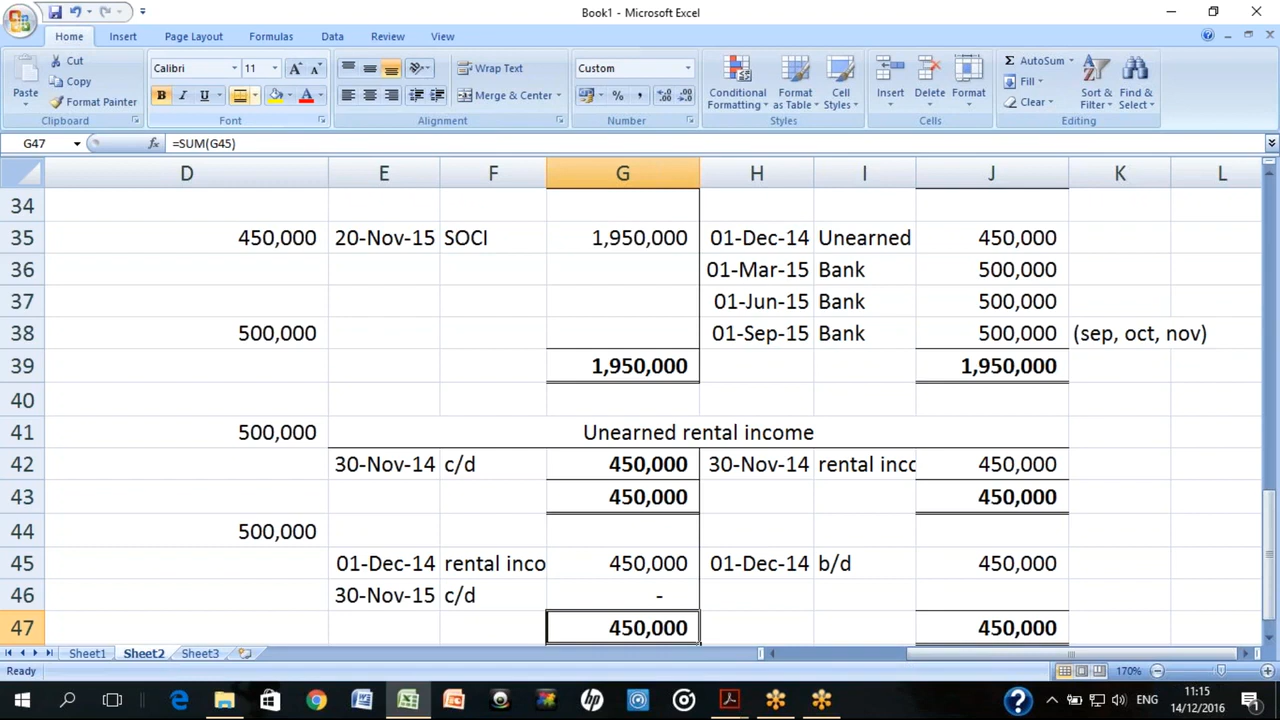 Book1 - Microsoft Excel
Home Insert Page Layout Formulas Data Review View
Paste Cut Copy Format Painter Clipboard
Calibri 11 A A B I U A Font
Wrap Text Merge & Center Alignment
Custom % , Number
Conditional Formatting Format as Table Cell Styles Styles
Insert Delete Format Cells
Σ AutoSum Fill Clear Sort & Filter Find & Select Editing
G47 fx =SUM(G45)
D E F G H I J K L
34
35 450,000 20-Nov-15 SOCI 1,950,000 01-Dec-14 Unearned 450,000
36 01-Mar-15 Bank 500,000
37 01-Jun-15 Bank 500,000
38 500,000 01-Sep-15 Bank 500,000 (sep, oct, nov)
39 1,950,000 1,950,000
40
41 500,000 Unearned rental income
42 30-Nov-14 c/d 450,000 30-Nov-14 rental inco 450,000
43 450,000 450,000
44 500,000
45 01-Dec-14 rental inco 450,000 01-Dec-14 b/d 450,000
46 30-Nov-15 c/d -
47 450,000 450,000
Sheet1 Sheet2 Sheet3
Ready 170%
hp ENG 11:15
14/12/2016